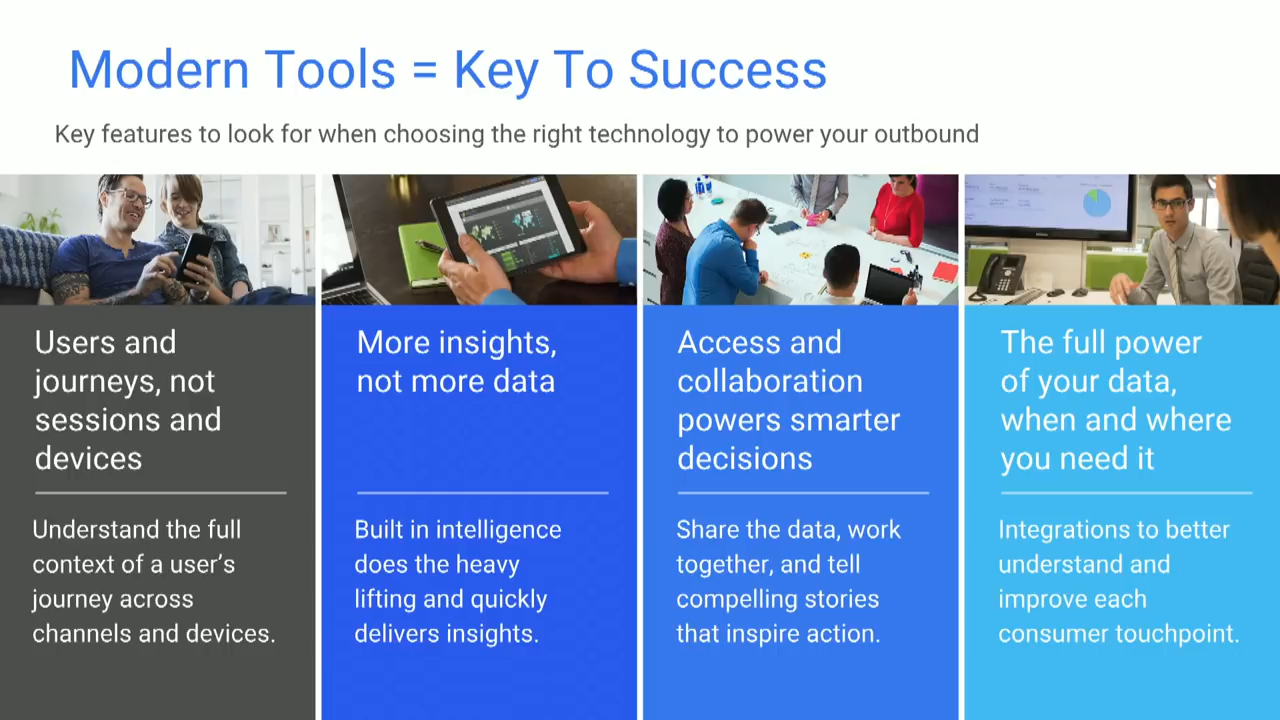 Modern Tools = Key To Success
Key features to look for when choosing the right technology to power your outbound
Users and
journeys, not
sessions and
devices
Understand the full
context of a user’s
journey across
channels and devices.
More insights,
not more data
Built in intelligence
does the heavy
lifting and quickly
delivers insights.
Access and
collaboration
powers smarter
decisions
Share the data, work
together, and tell
compelling stories
that inspire action.
The full power
of your data,
when and where
you need it
Integrations to better
understand and
improve each
consumer touchpoint.